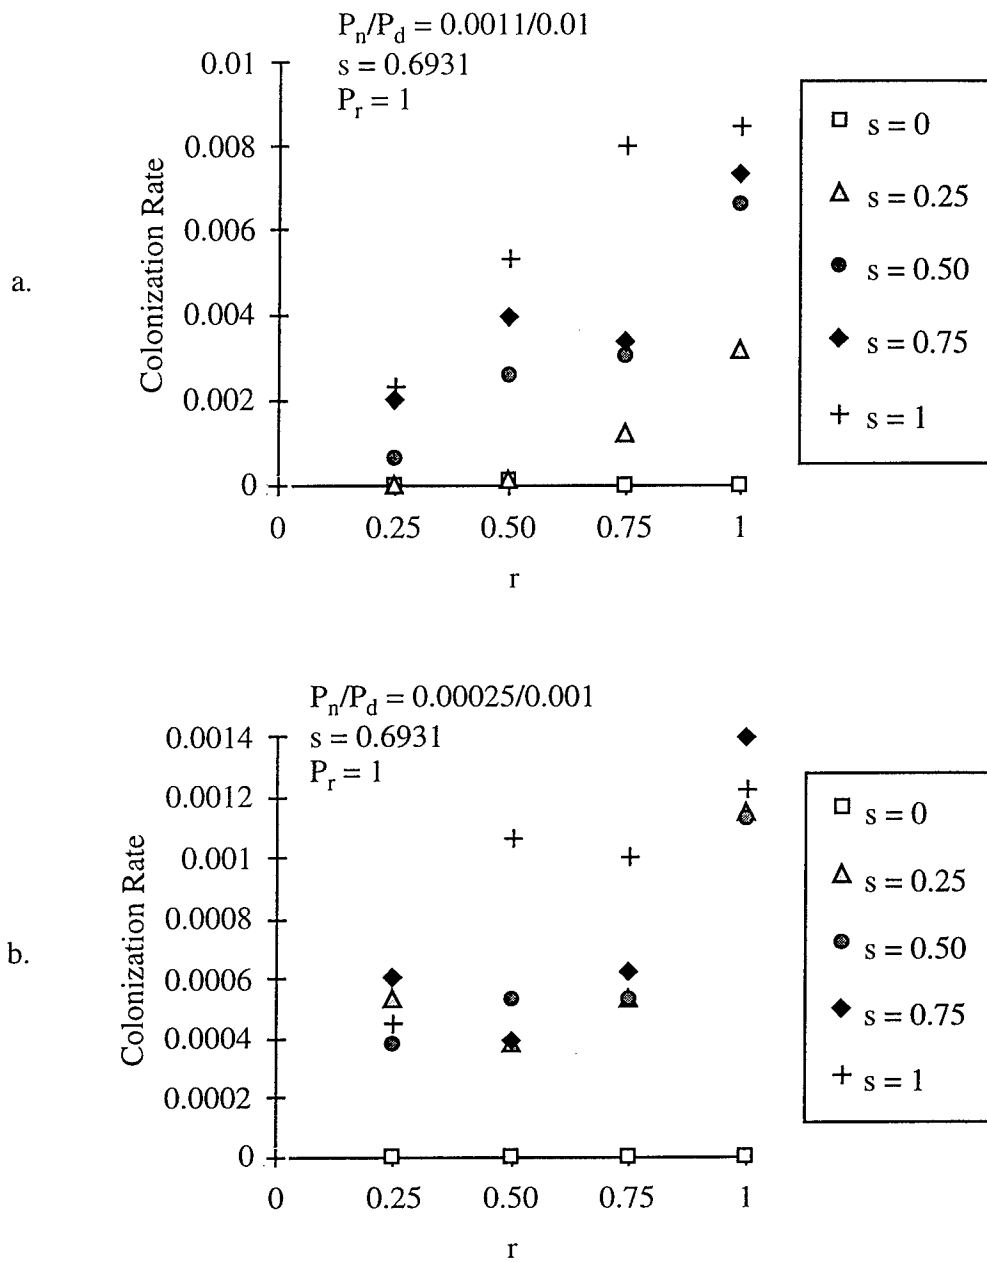 Pn/Pd = 0.0011/0.01
s = 0.6931
Pr = 1
0.01
0.008
0.006
0.004
0.002
0
Colonization Rate
a.
0 0.25 0.50 0.75 1
r
s = 0
s = 0.25
s = 0.50
s = 0.75
s = 1
Pn/Pd = 0.00025/0.001
s = 0.6931
Pr = 1
0.0014
0.0012
0.001
0.0008
0.0006
0.0004
0.0002
0
Colonization Rate
b.
0 0.25 0.50 0.75 1
r
s = 0
s = 0.25
s = 0.50
s = 0.75
s = 1